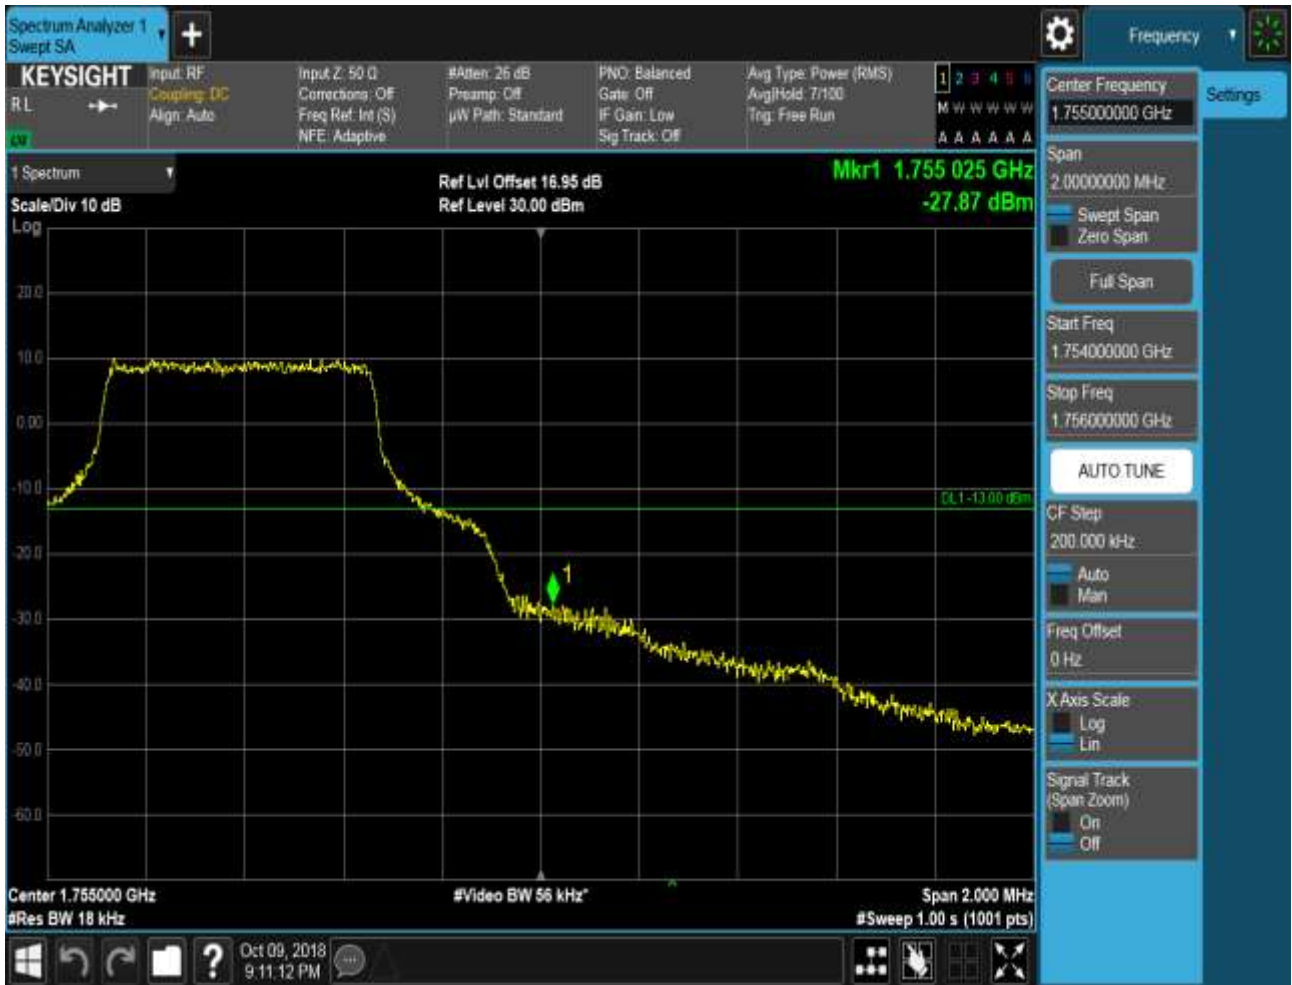 Spectrum Analyzer 1
Swept SA
+
Frequency
KEYSIGHT
R L
Input: RF
Coupling: DC
Align: Auto
Input Z: 50 Ω
Corrections: Off
Freq Ref: Int (S)
NFE: Adaptive
#Atten: 26 dB
Preamp: Off
µW Path: Standard
PNO: Balanced
Gate: Off
IF Gain: Low
Sig Track: Off
Avg Type: Power (RMS)
Avg|Hold: 7/100
Trig: Free Run
1 2 3 4 5 6
M W W W W W
A A A A A A
1 Spectrum
Scale/Div 10 dB
Log
Ref Lvl Offset 16.95 dB
Ref Level 30.00 dBm
Mkr1 1.755 025 GHz
-27.87 dBm
20.0
10.0
0.00
-10.0
-20.0
-30.0
-40.0
-50.0
-60.0
DL1 -13.00 dBm
1
Center 1.755000 GHz
#Res BW 18 kHz
#Video BW 56 kHz*
Span 2.000 MHz
#Sweep 1.00 s (1001 pts)
Center Frequency
1.755000000 GHz
Settings
Span
2.00000000 MHz
Swept Span
Zero Span
Full Span
Start Freq
1.754000000 GHz
Stop Freq
1.756000000 GHz
AUTO TUNE
CF Step
200.000 kHz
Auto
Man
Freq Offset
0 Hz
X Axis Scale
Log
Lin
Signal Track
(Span Zoom)
On
Off
?
Oct 09, 2018
9:11:12 PM